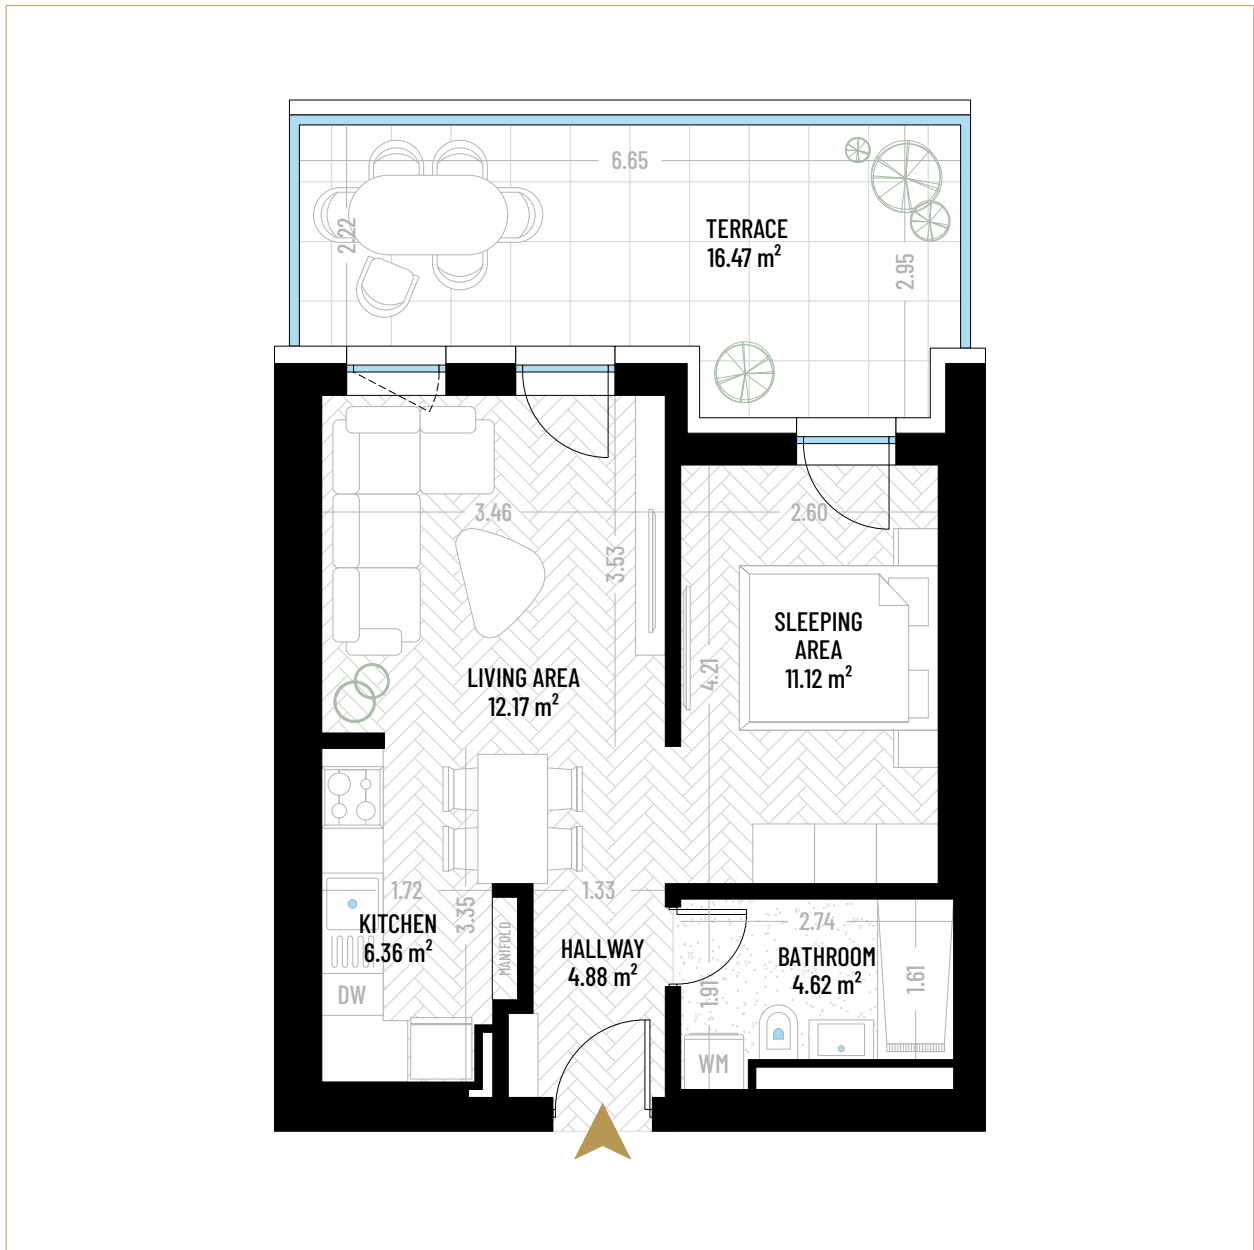 6.65
2.22
TERRACE
16.47 m²
2.95
3.46
2.60
3.53
SLEEPING
AREA
11.12 m²
4.21
LIVING AREA
12.17 m²
1.72
1.33
3.35
KITCHEN
6.36 m²
MANIFOLD
HALLWAY
4.88 m²
2.74
BATHROOM
4.62 m²
1.91
1.61
DW
WM